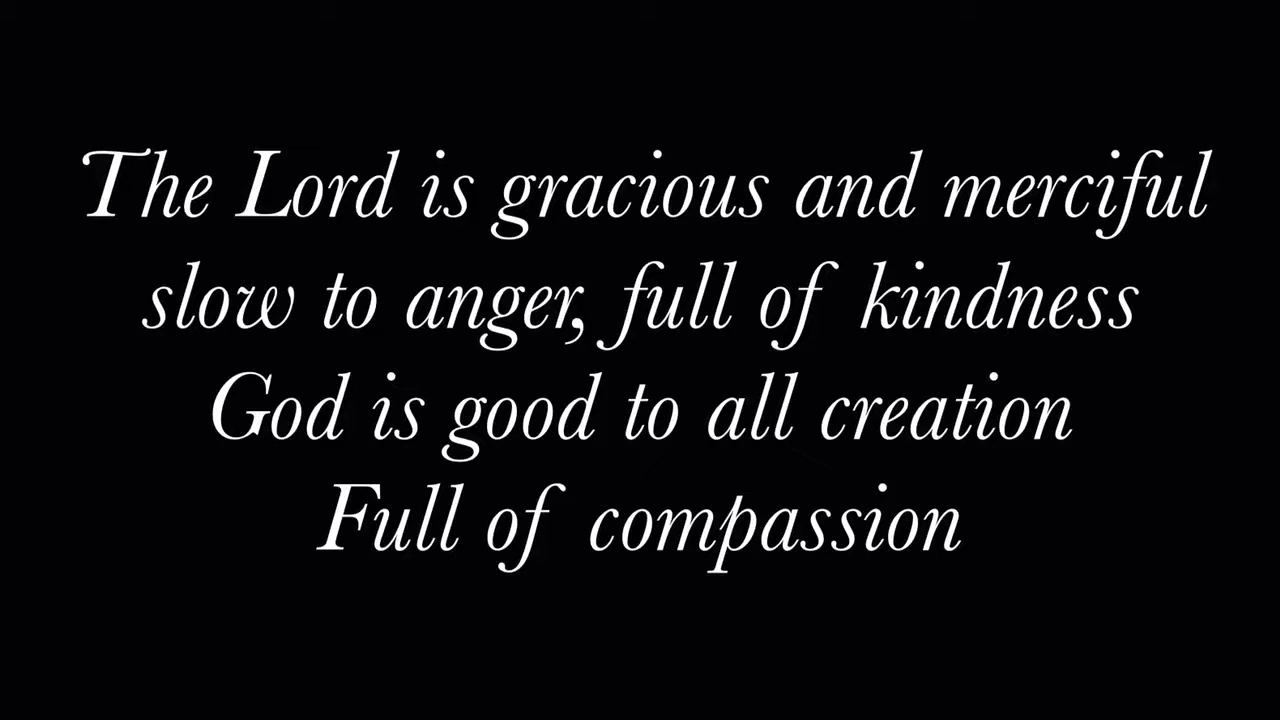 The Lord is gracious and merciful
slow to anger, full of kindness
God is good to all creation
Full of compassion